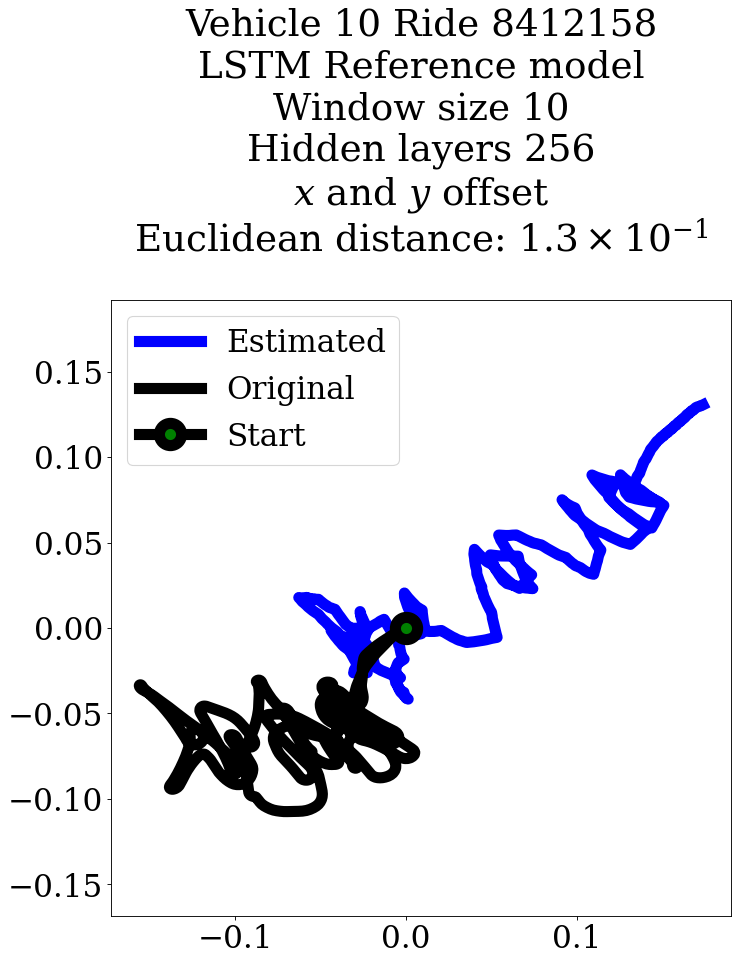 Vehicle 10 Ride 8412158
LSTM Reference model
Window size 10
Hidden layers 256
x and y offset
Euclidean distance: 1.3 × 10⁻¹
Estimated
Original
Start
0.15
0.10
0.05
0.00
−0.05
−0.10
−0.15
−0.1
0.0
0.1